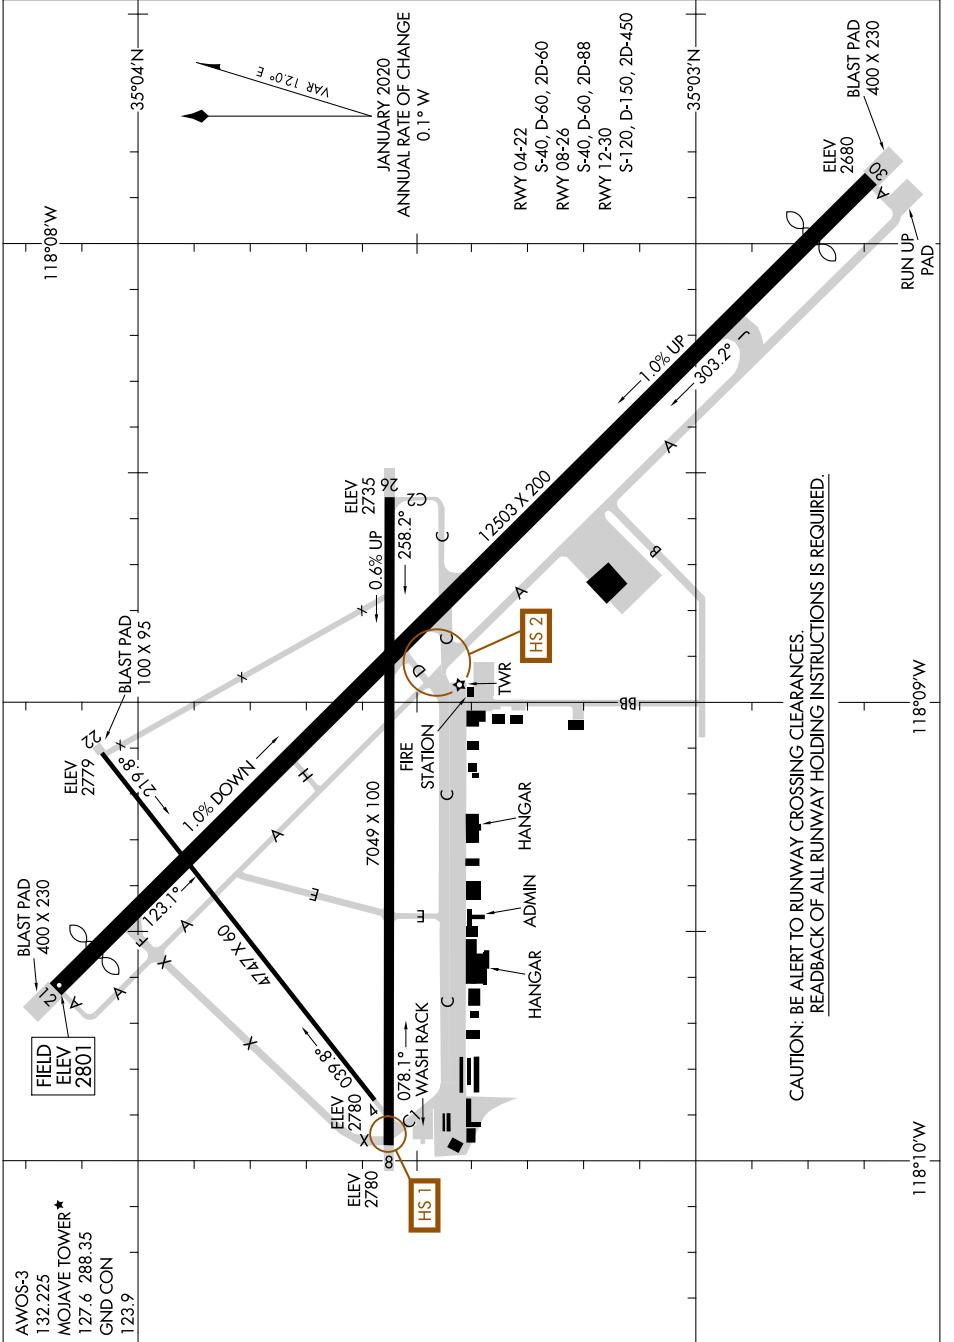 AWOS-3
132.225
MOJAVE TOWER★
127.6 288.35
GND CON
123.9
118°08'W
35°04'N
VAR 12.0° E
JANUARY 2020
ANNUAL RATE OF CHANGE
0.1° W
RWY 04-22
S-40, D-60, 2D-60
RWY 08-26
S-40, D-60, 2D-88
RWY 12-30
S-120, D-150, 2D-450
35°03'N
BLAST PAD
400 X 230
ELEV
2680
30
A
RUN UP
PAD
J
1.0% UP
303.2°
A
12503 X 200
ELEV
2735
26
C2
0.6% UP
258.2°
C
A
B
X
X
X
BLAST PAD
100 X 95
ELEV
2779
22
219.8°
1.0% DOWN
H
A
D
C
HS 2
TWR
FIRE
STATION
BB
118°09'W
7049 X 100
C
HANGAR
E
E
ADMIN
HANGAR
BLAST PAD
400 X 230
12
FIELD
ELEV
2801
A
A
A
F
123.1°
X
X
4747 X 60
039.8°
ELEV
2780
4
X
C1
078.1°
WASH RACK
C
8
ELEV
2780
HS 1
118°10'W
CAUTION: BE ALERT TO RUNWAY CROSSING CLEARANCES.
READBACK OF ALL RUNWAY HOLDING INSTRUCTIONS IS REQUIRED.